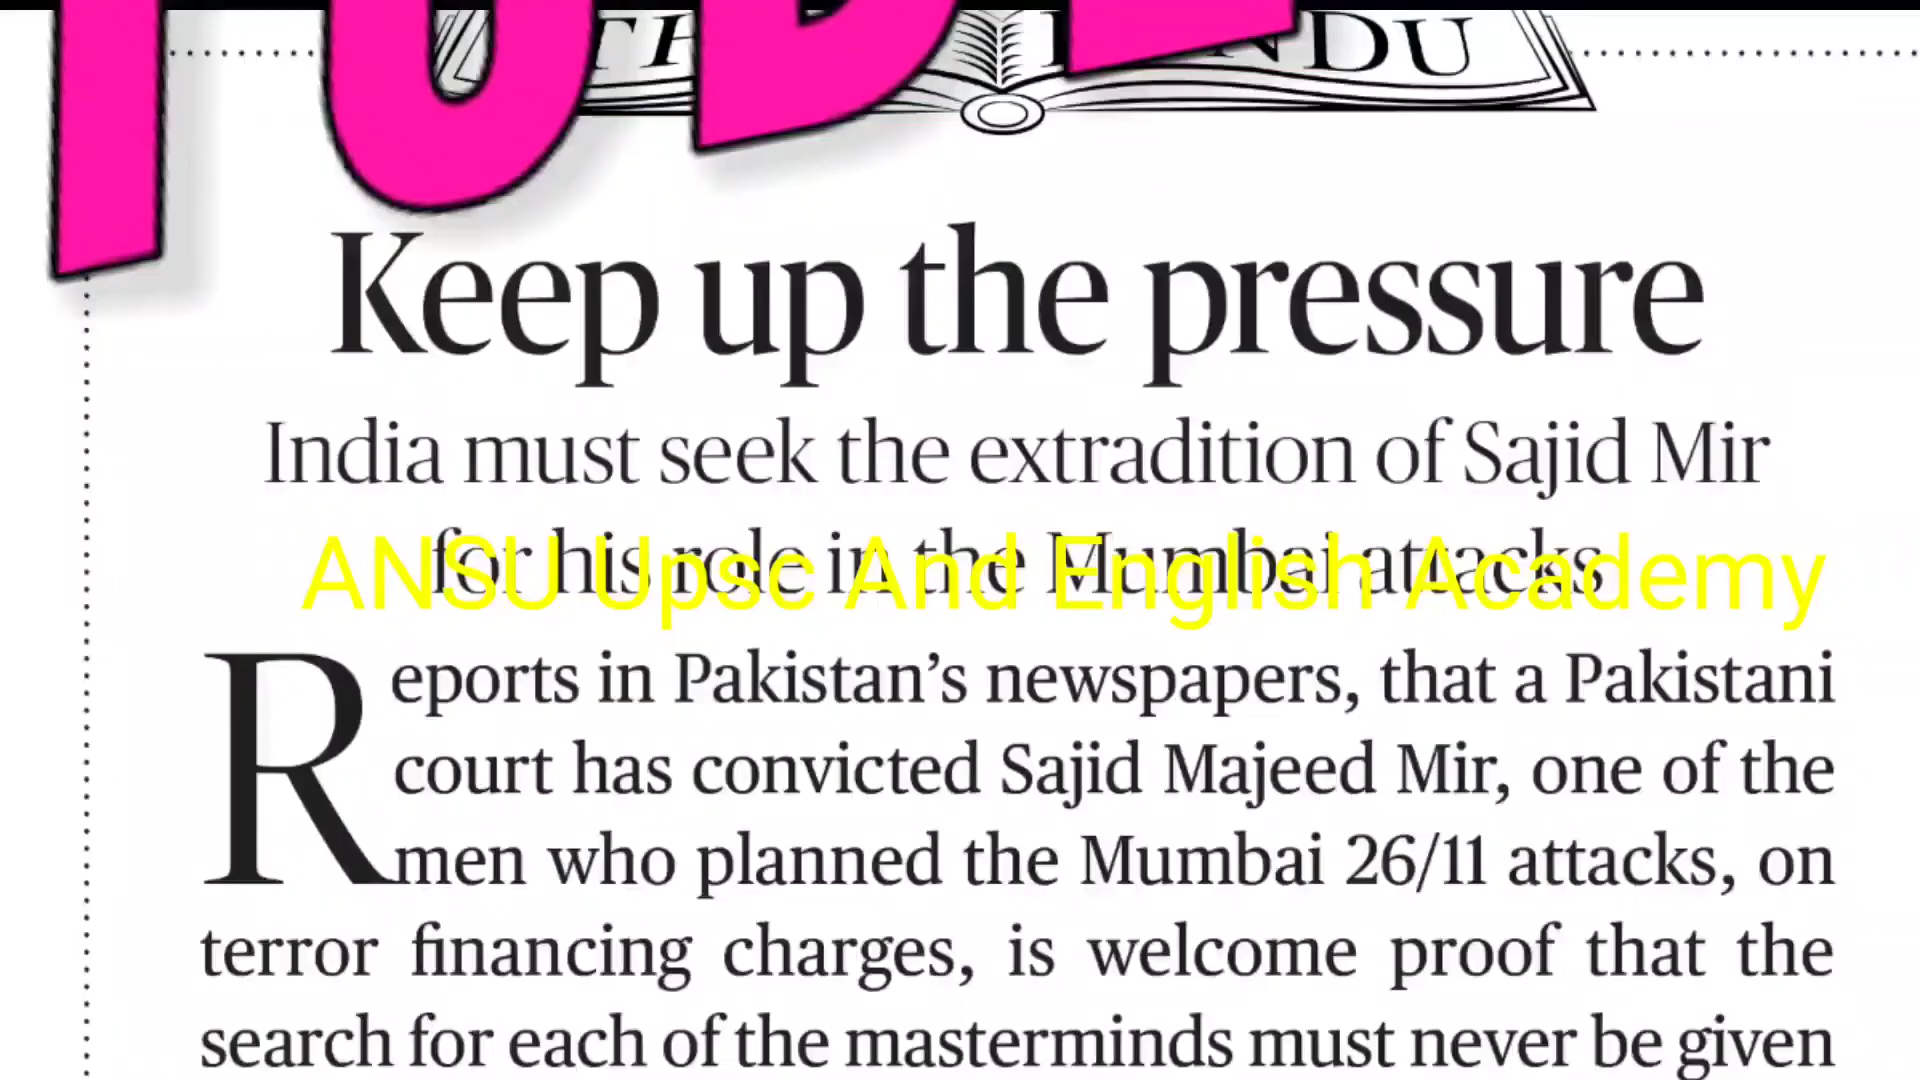 Keep up the pressure
India must seek the extradition of Sajid Mir
for his role in the Mumbai attacks
ANSU Upsc And English Academy
Reports in Pakistan’s newspapers, that a Pakistani
court has convicted Sajid Majeed Mir, one of the
men who planned the Mumbai 26/11 attacks, on
terror financing charges, is welcome proof that the
search for each of the masterminds must never be given